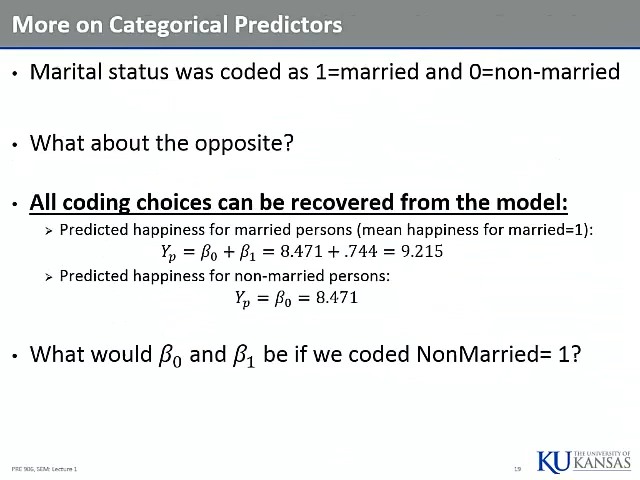 More on Categorical Predictors
• Marital status was coded as 1=married and 0=non-married
• What about the opposite?
• All coding choices can be recovered from the model:
➢ Predicted happiness for married persons (mean happiness for married=1):
Yₚ = β₀ + β₁ = 8.471 + .744 = 9.215
➢ Predicted happiness for non-married persons:
Yₚ = β₀ = 8.471
• What would β₀ and β₁ be if we coded NonMarried= 1?
PRE 906, SEM: Lecture 1
19
KU THE UNIVERSITY OF
KANSAS